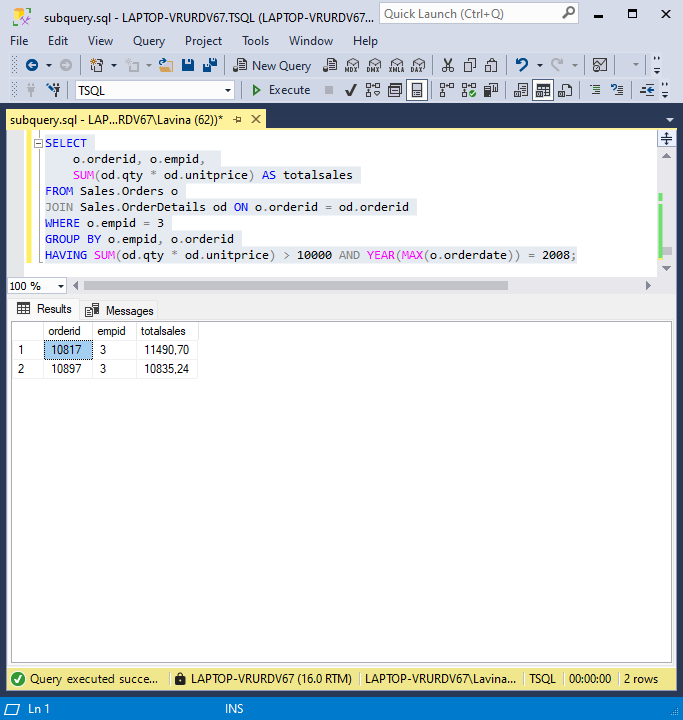 subquery.sql - LAPTOP-VRURDV67.TSQL (LAPTOP-VRURDV67...
Quick Launch (Ctrl+Q)
File Edit View Query Project Tools Window Help
New Query MDX DMX XMLA DAX
TSQL Execute
subquery.sql - LAP...RDV67\Lavina (62))*
SELECT
o.orderid, o.empid,
SUM(od.qty * od.unitprice) AS totalsales
FROM Sales.Orders o
JOIN Sales.OrderDetails od ON o.orderid = od.orderid
WHERE o.empid = 3
GROUP BY o.empid, o.orderid
HAVING SUM(od.qty * od.unitprice) > 10000 AND YEAR(MAX(o.orderdate)) = 2008;
100 %
Results Messages
orderid empid totalsales
1 10817 3 11490,70
2 10897 3 10835,24
Query executed succe... LAPTOP-VRURDV67 (16.0 RTM) LAPTOP-VRURDV67\Lavina... TSQL 00:00:00 2 rows
Ln 1 INS